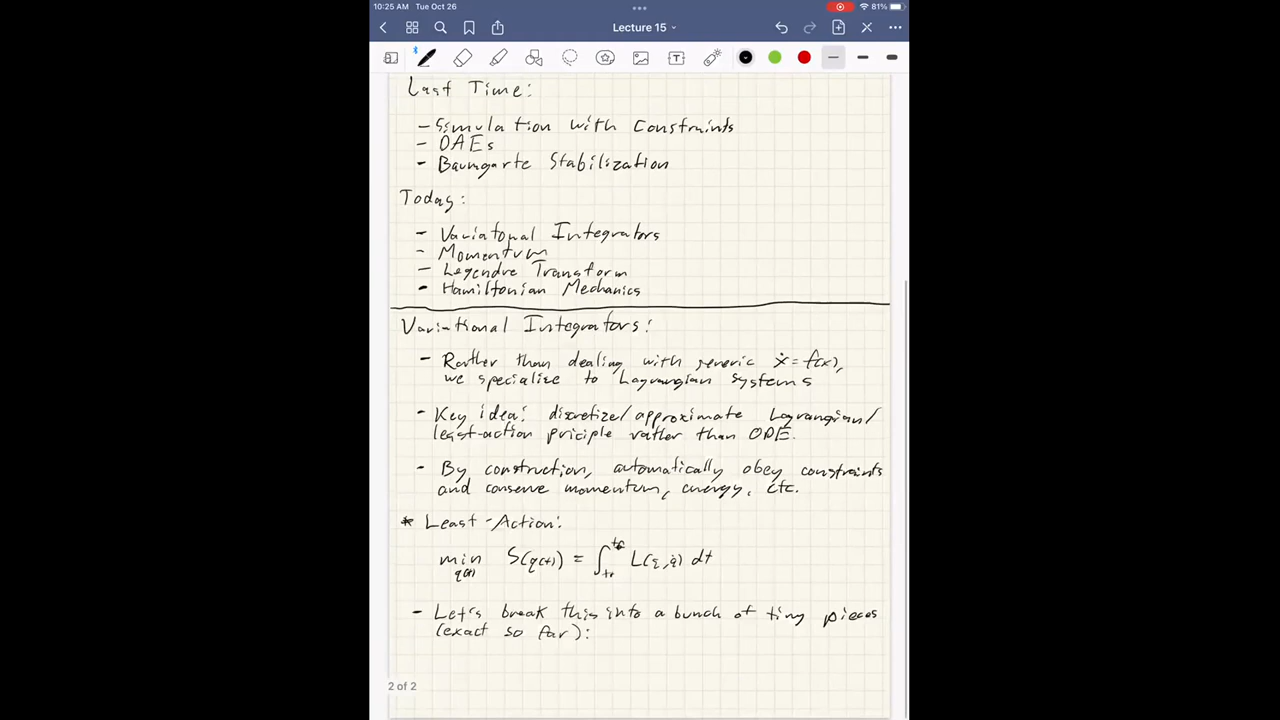 10:25 AM Tue Oct 26
81%
Lecture 15
Last Time:
- Simulation with Constraints
- DAEs
- Baumgarte Stabilization
Today:
- Variational Integrators
- Momentum
- Legendre Transform
- Hamiltonian Mechanics
Variational Integrators:
- Rather than dealing with generic ẋ = f(x),
we specialize to Lagrangian systems
- Key idea: discretize/approximate Lagrangian/
least-action priciple rather than ODE.
- By construction, automatically obey constraints
and conserve momentum, energy, etc.
* Least-Action:
min q(t) S(q(t)) = ∫_{t0}^{tf} L(q, q̇) dt
- Let's break this into a bunch of tiny pieces
(exact so far):
2 of 2